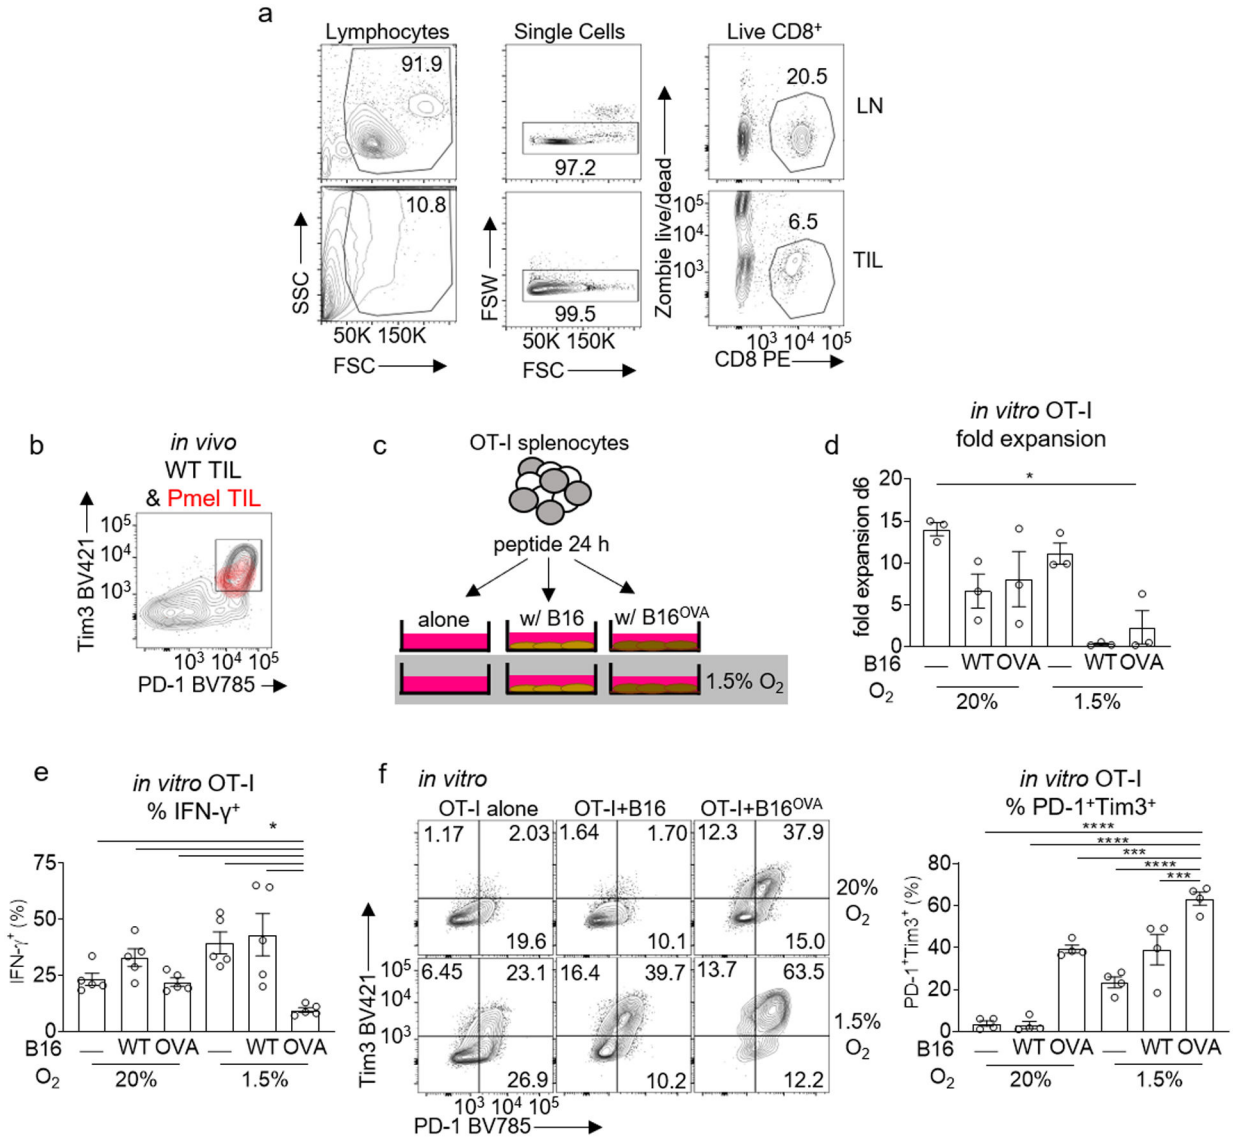 a
Lymphocytes Single Cells Live CD8⁺
91.9 97.2 20.5 LN
10.8 99.5 6.5 TIL
SSC FSW Zombie live/dead
10⁵
10⁴
10³
50K 150K 50K 150K 10³ 10⁴ 10⁵
FSC FSC CD8 PE
b
in vivo
WT TIL
& Pmel TIL
Tim3 BV421
10⁵
10⁴
10³
10³ 10⁴ 10⁵
PD-1 BV785
c
OT-I splenocytes
peptide 24 h
alone w/ B16 w/ B16ᴼⱽᴬ
1.5% O₂
d
in vitro OT-I
fold expansion
*
fold expansion d6
20
15
10
5
0
B16 — WT OVA — WT OVA
O₂ 20% 1.5%
e
in vitro OT-I
% IFN-γ⁺
*
IFN-γ⁺ (%)
75
50
25
0
B16 — WT OVA — WT OVA
O₂ 20% 1.5%
f
in vitro
OT-I alone OT-I+B16 OT-I+B16ᴼⱽᴬ
1.17 2.03 1.64 1.70 12.3 37.9
20%
O₂
19.6 10.1 15.0
6.45 23.1 16.4 39.7 13.7 63.5
1.5%
O₂
26.9 10.2 12.2
Tim3 BV421
10⁵
10⁴
10³
10³ 10⁴ 10⁵
PD-1 BV785
in vitro OT-I
% PD-1⁺Tim3⁺
****
****
***
****
***
PD-1⁺Tim3⁺ (%)
80
60
40
20
0
B16 — WT OVA — WT OVA
O₂ 20% 1.5%